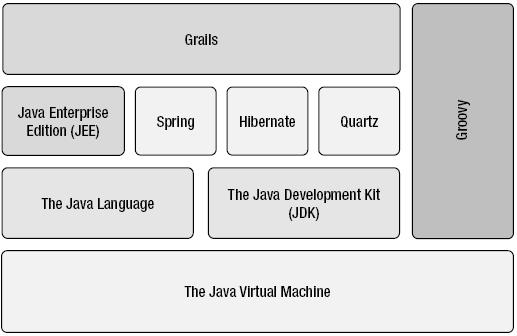 Grails
Java Enterprise
Edition (JEE)
Spring
Hibernate
Quartz
Groovy
The Java Language
The Java Development Kit
(JDK)
The Java Virtual Machine